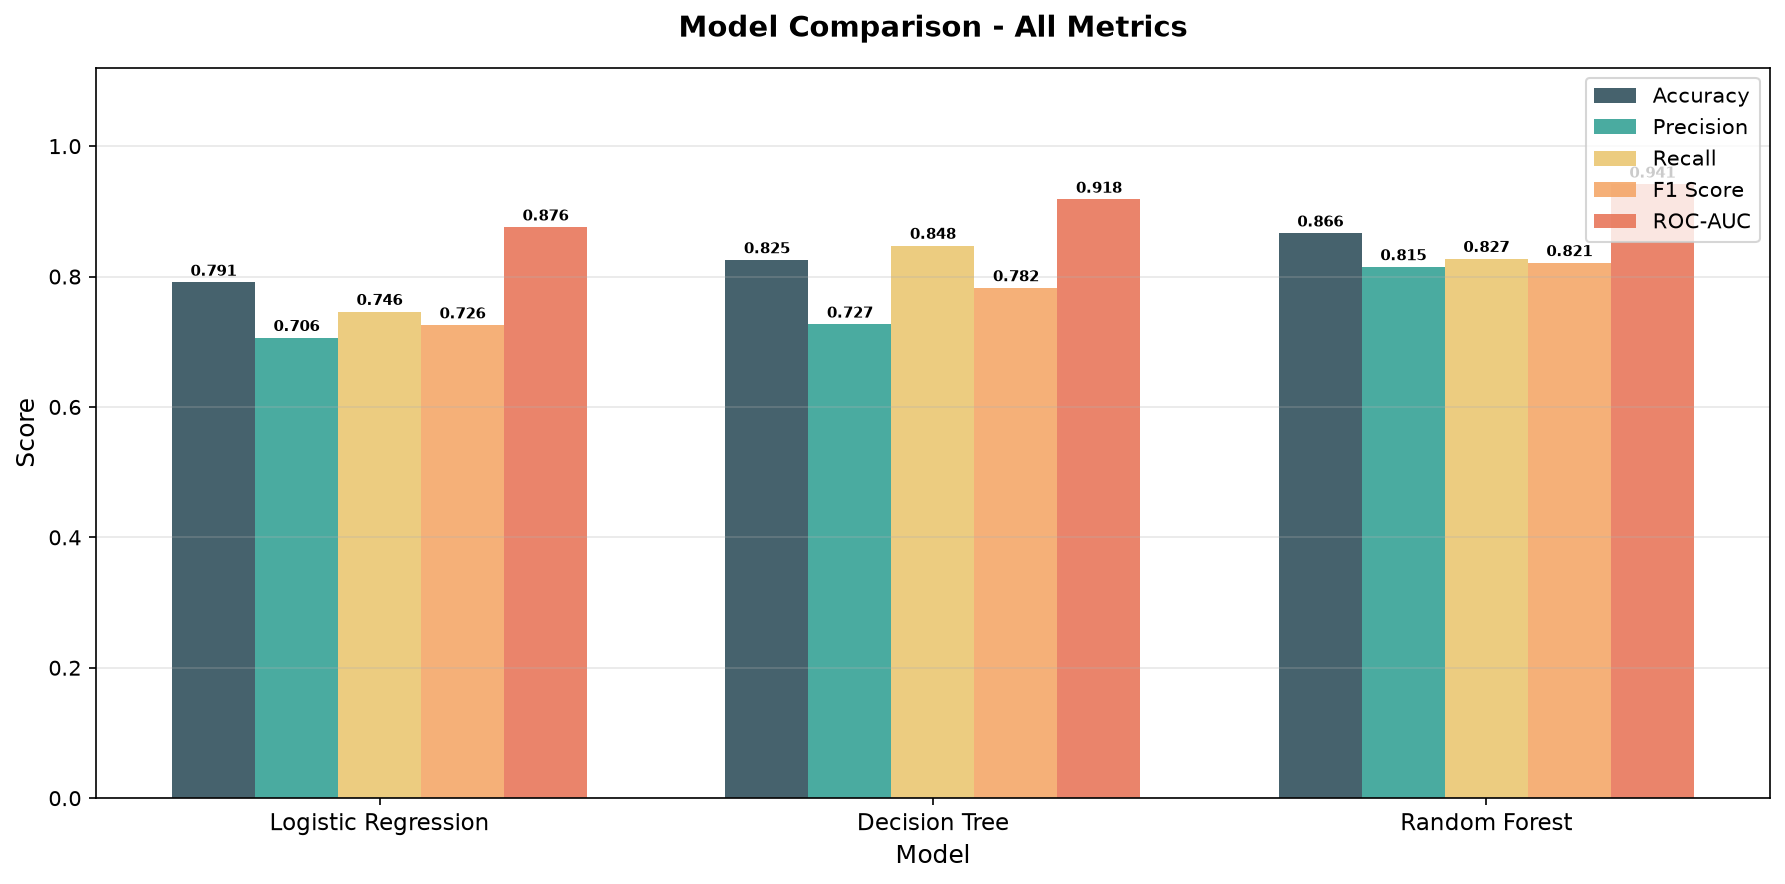 Model Comparison - All Metrics
Accuracy
Precision
Recall
F1 Score
ROC-AUC
Score
1.0
0.8
0.6
0.4
0.2
0.0
0.791
0.706
0.746
0.726
0.876
0.825
0.727
0.848
0.782
0.918
0.866
0.815
0.827
0.821
0.941
Logistic Regression
Decision Tree
Random Forest
Model